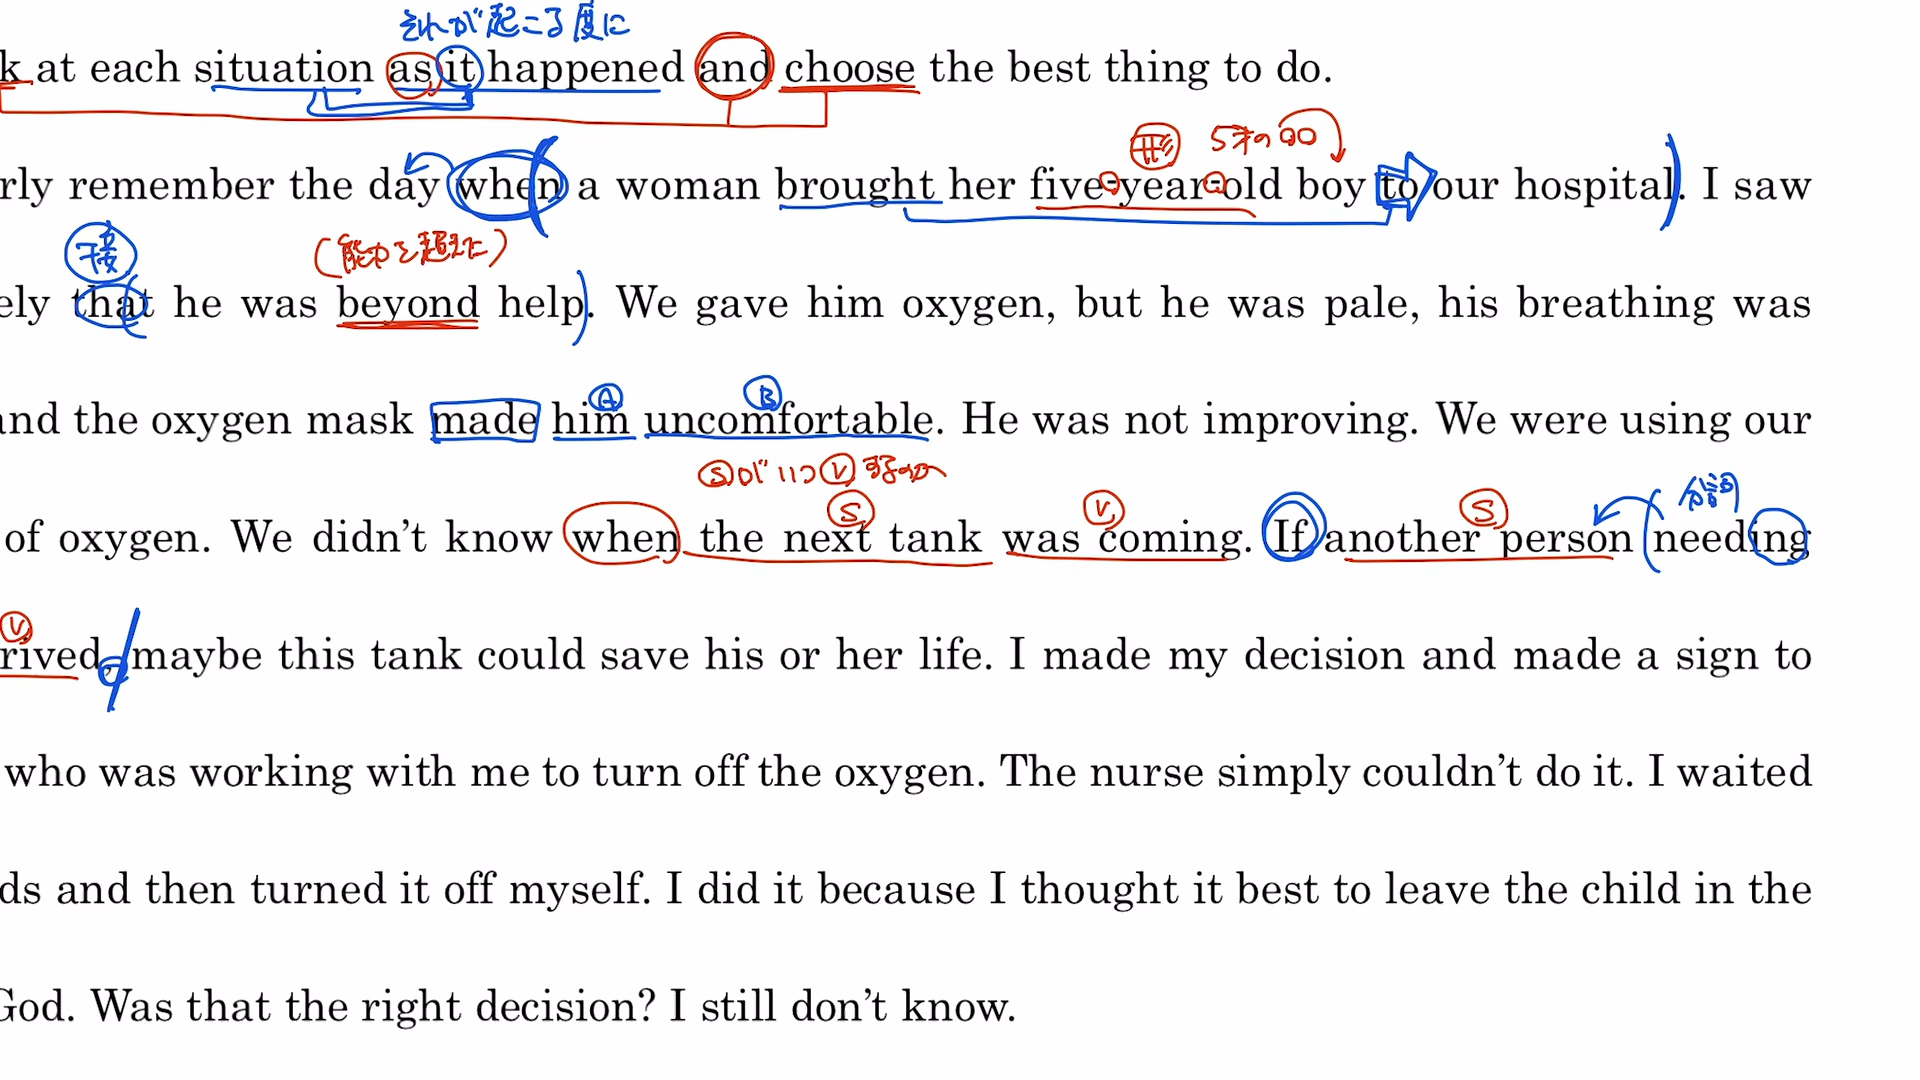 それが起こる度に
k at each situation as it happened and choose the best thing to do.
形 5才の〇〇
rly remember the day when a woman brought her five-year-old boy to our hospital. I saw
接 (能力を超えた)
ely that he was beyond help. We gave him oxygen, but he was pale, his breathing was
A B
and the oxygen mask made him uncomfortable. He was not improving. We were using our
SがいつVするのか
S V S 分詞
of oxygen. We didn't know when the next tank was coming. If another person needing
V
rived, maybe this tank could save his or her life. I made my decision and made a sign to
who was working with me to turn off the oxygen. The nurse simply couldn't do it. I waited
ds and then turned it off myself. I did it because I thought it best to leave the child in the
God. Was that the right decision? I still don't know.